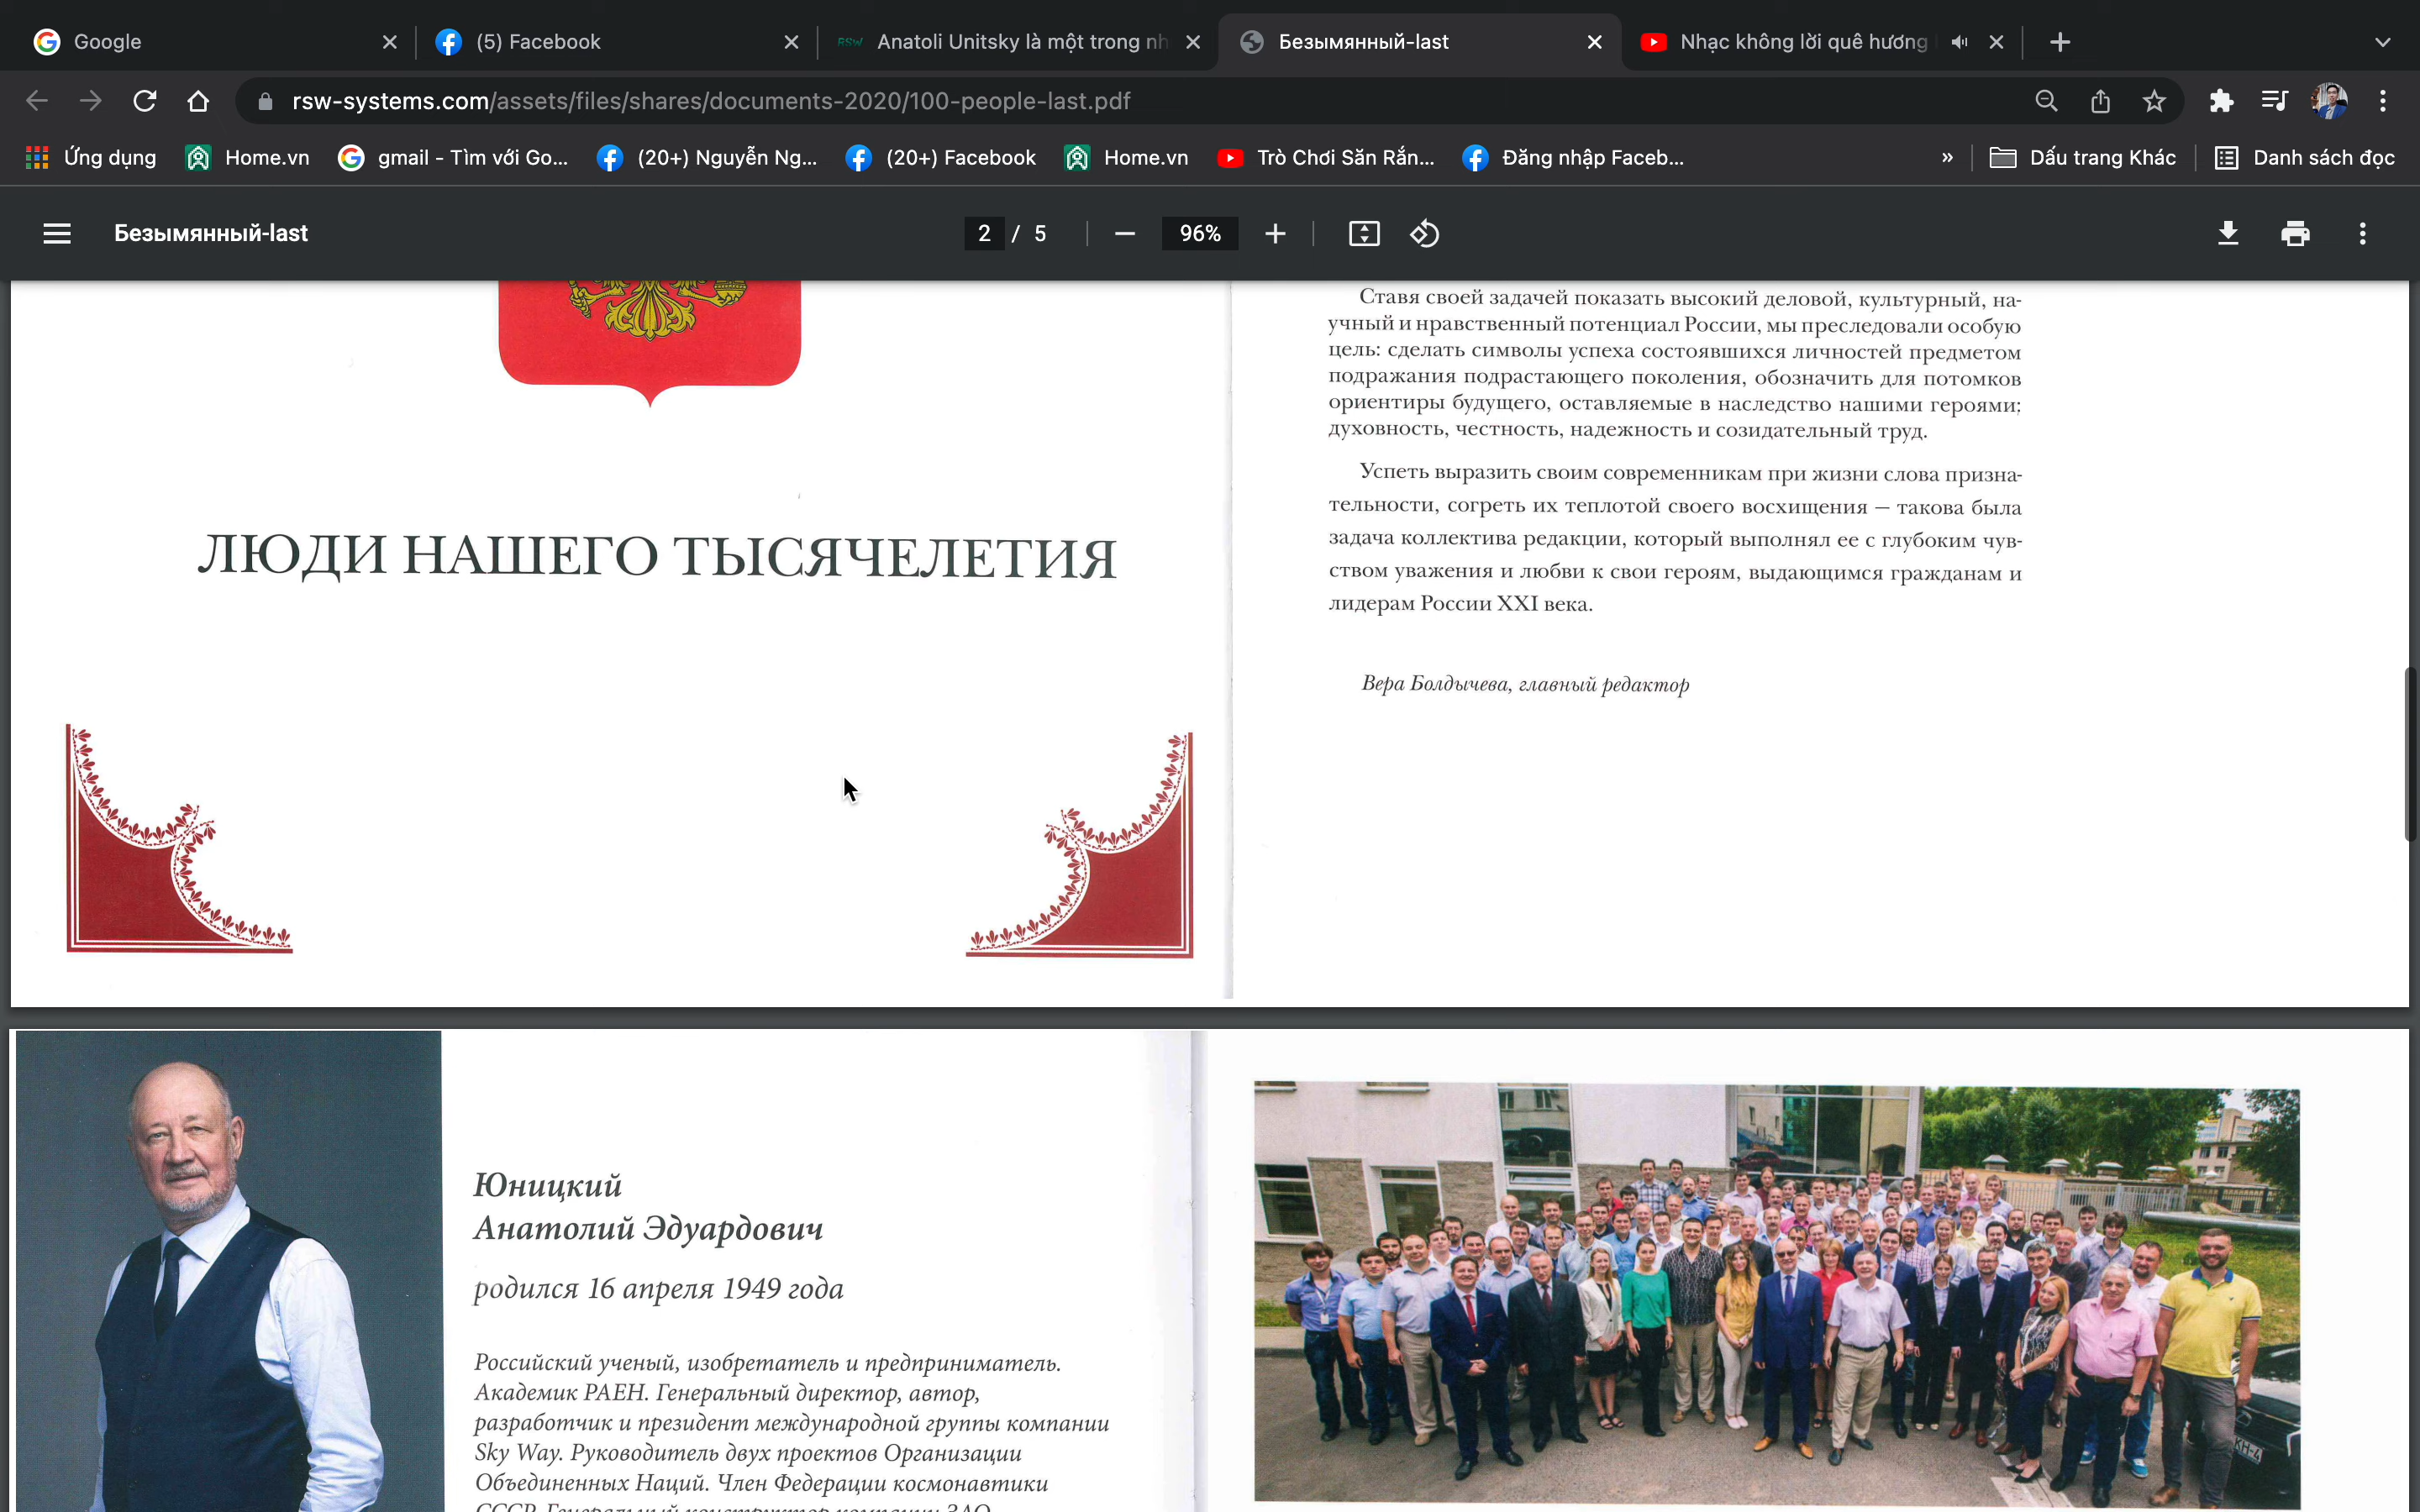 Google
(5) Facebook
Anatoli Unitsky là một trong nh
Безымянный-last
Nhạc không lời quê hương
rsw-systems.com/assets/files/shares/documents-2020/100-people-last.pdf
Ứng dụng
Home.vn
gmail - Tìm với Go...
(20+) Nguyễn Ng...
(20+) Facebook
Home.vn
Trò Chơi Săn Rắn...
Đăng nhập Faceb...
»
Dấu trang Khác
Danh sách đọc
Безымянный-last
2 / 5
96%
ЛЮДИ НАШЕГО ТЫСЯЧЕЛЕТИЯ
Ставя своей задачей показать высокий деловой, культурный, на-
учный и нравственный потенциал России, мы преследовали особую
цель: сделать символы успеха состоявшихся личностей предметом
подражания подрастающего поколения, обозначить для потомков
ориентиры будущего, оставляемые в наследство нашими героями:
духовность, честность, надежность и созидательный труд.
Успеть выразить своим современникам при жизни слова призна-
тельности, согреть их теплотой своего восхищения — такова была
задача коллектива редакции, который выполнял ее с глубоким чув-
ством уважения и любви к свои героям, выдающимся гражданам и
лидерам России XXI века.
Вера Болдычева, главный редактор
Юницкий
Анатолий Эдуардович
родился 16 апреля 1949 года
Российский ученый, изобретатель и предприниматель.
Академик РАЕН. Генеральный директор, автор,
разработчик и президент международной группы компании
Sky Way. Руководитель двух проектов Организации
Объединенных Наций. Член Федерации космонавтики
СССР. Генеральный конструктор компании ЗАО